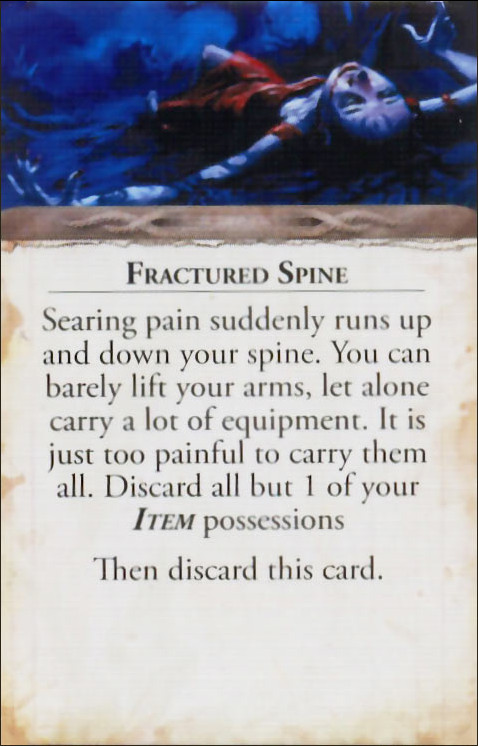 FRACTURED SPINE
Searing pain suddenly runs up
and down your spine. You can
barely lift your arms, let alone
carry a lot of equipment. It is
just too painful to carry them
all. Discard all but 1 of your
ITEM possessions
Then discard this card.